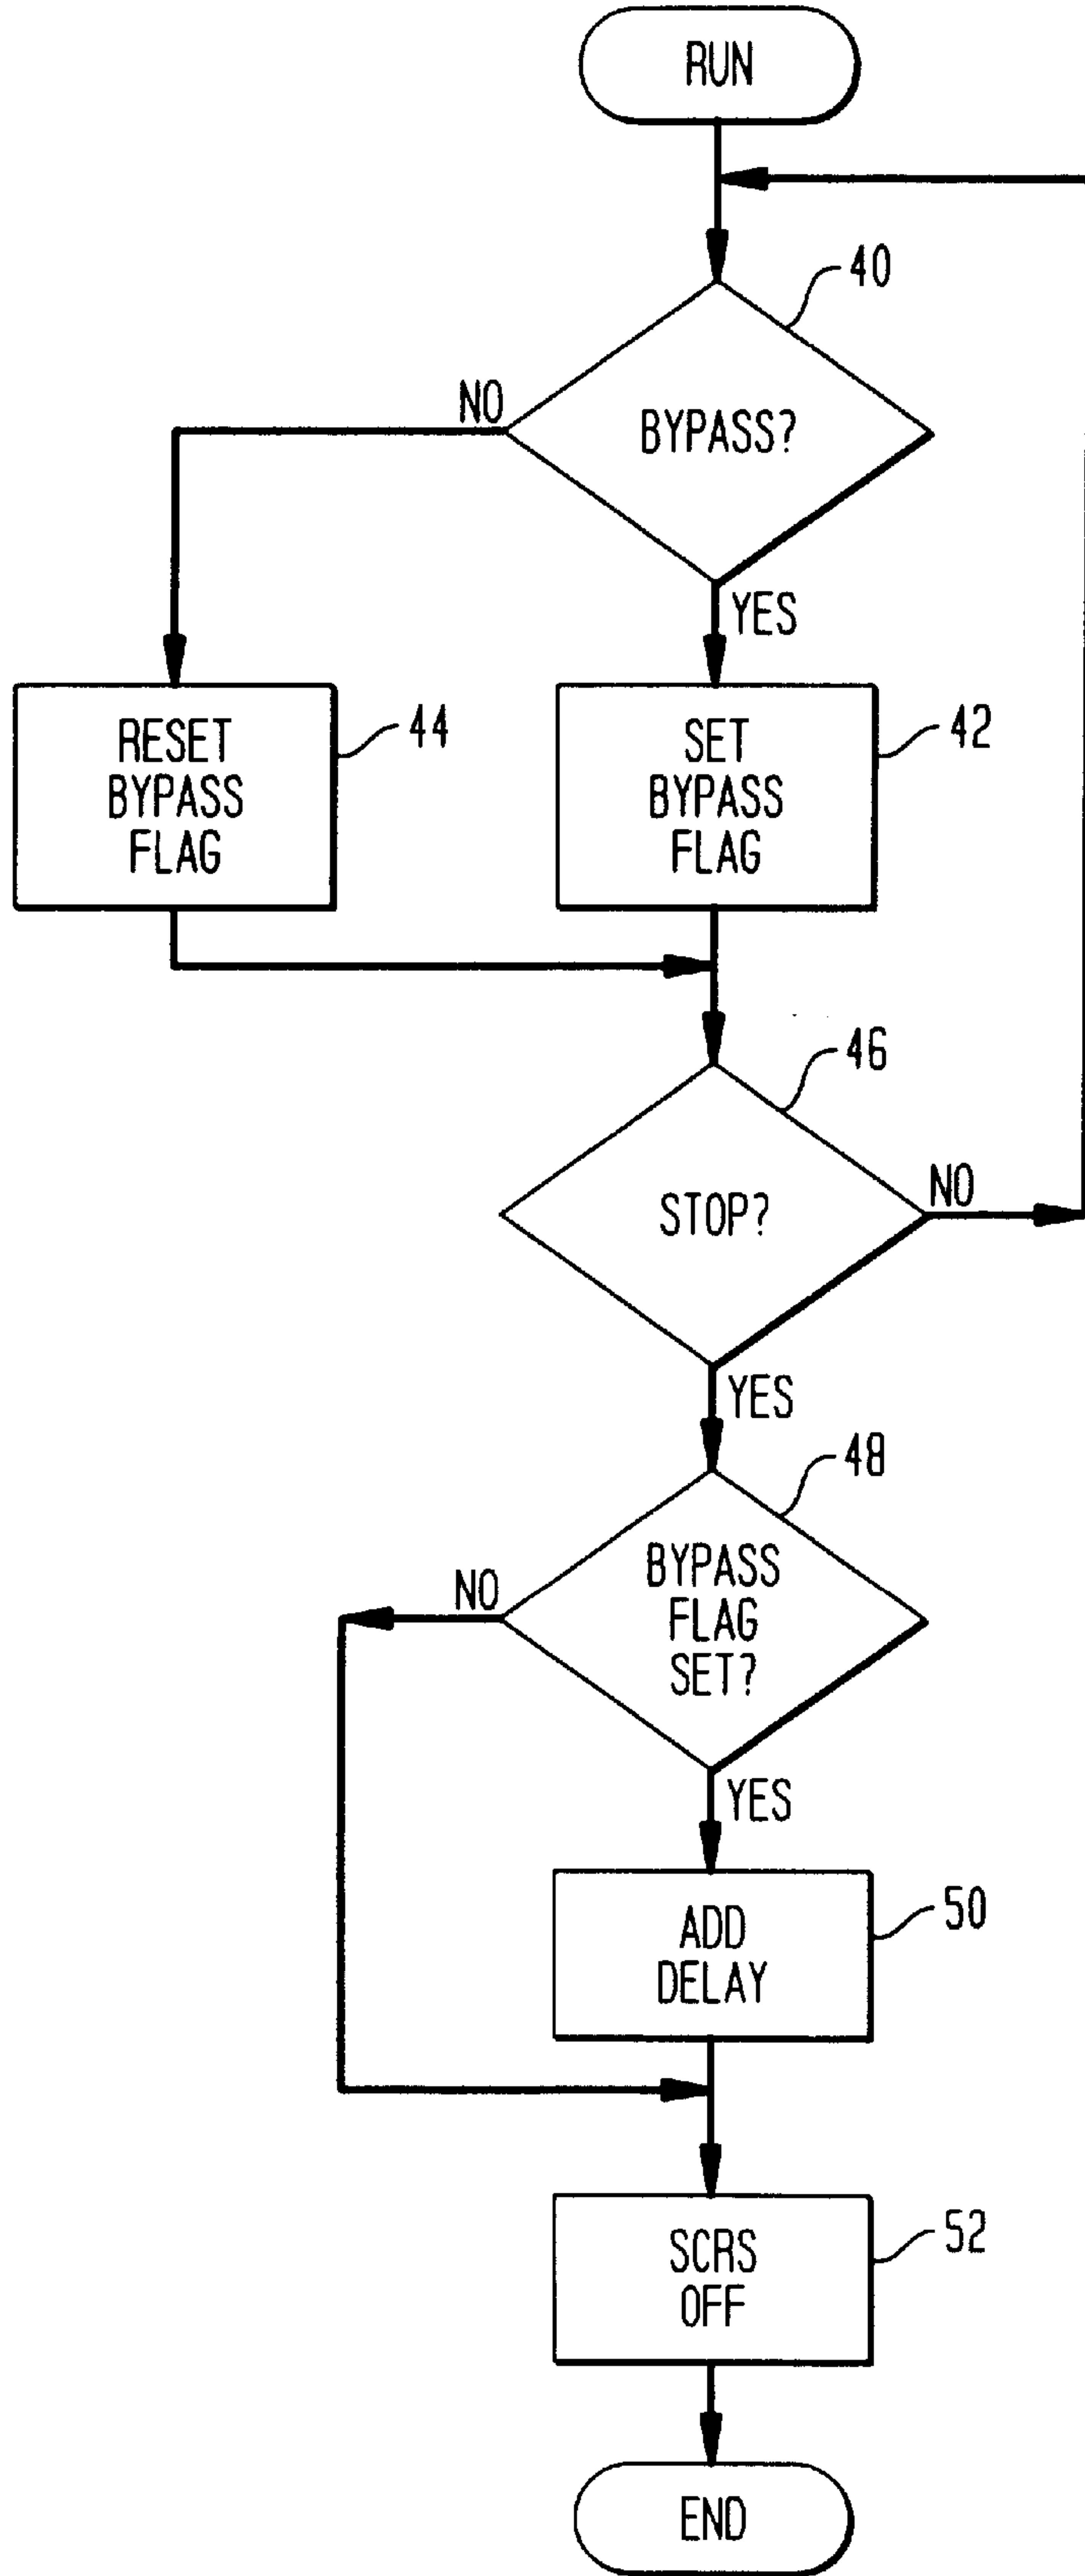 RUN
40
NO
BYPASS?
YES
RESET
BYPASS
FLAG
44
SET
BYPASS
FLAG
42
46
STOP?
NO
YES
48
NO
BYPASS
FLAG
SET?
YES
50
ADD
DELAY
52
SCRS
OFF
END